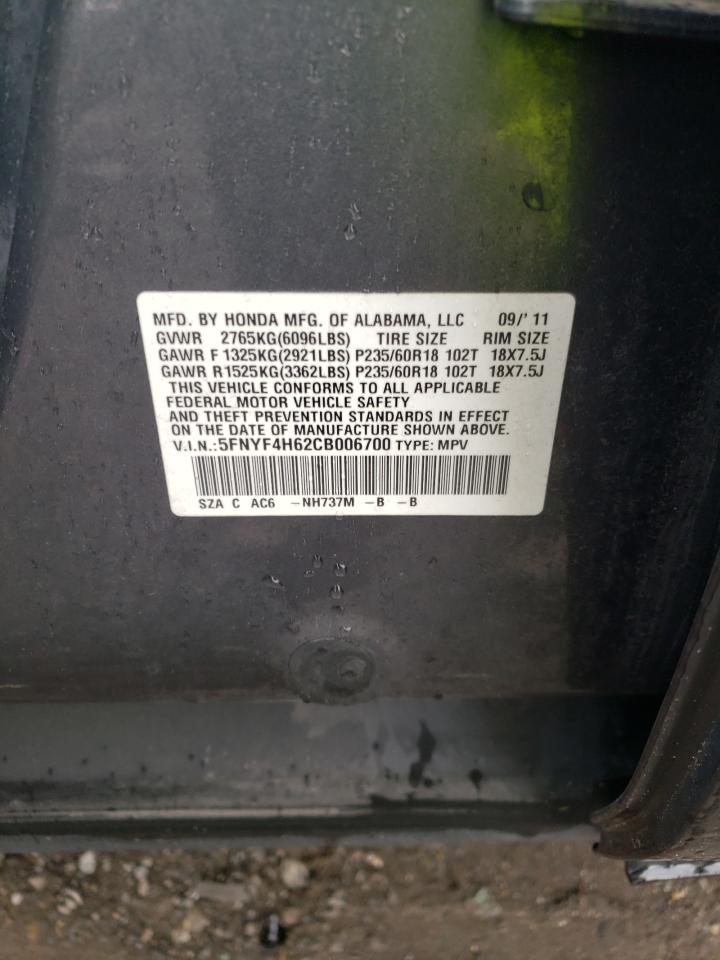 MFD. BY HONDA MFG. OF ALABAMA, LLC 09/'11
GVWR 2765KG(6096LBS) TIRE SIZE RIM SIZE
GAWR F 1325KG(2921LBS) P235/60R18 102T 18X7.5J
GAWR R 1525KG(3362LBS) P235/60R18 102T 18X7.5J
THIS VEHICLE CONFORMS TO ALL APPLICABLE
FEDERAL MOTOR VEHICLE SAFETY
AND THEFT PREVENTION STANDARDS IN EFFECT
ON THE DATE OF MANUFACTURE SHOWN ABOVE.
V.I.N.:5FNYF4H62CB006700 TYPE: MPV
SZA C AC6 -NH737M -B -B